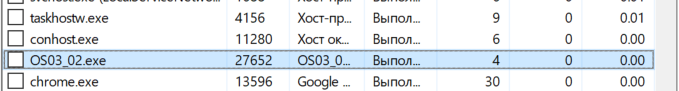 taskhostw.exe 4156 Хост-пр... Выпол... 9 0 0.01
conhost.exe 11280 Хост ок... Выпол... 6 0 0.00
OS03_02.exe 27652 OS03_0... Выпол... 4 0 0.00
chrome.exe 13596 Google ... Выпол... 30 0 0.00